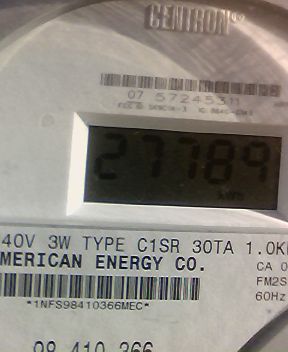 CENTRON®
07 57245311
27789
kWh
40V 3W TYPE C1SR 30TA 1.0K
MERICAN ENERGY CO.
CA 0
FM2S
60Hz
*1NFS98410366MEC*
98 410 366